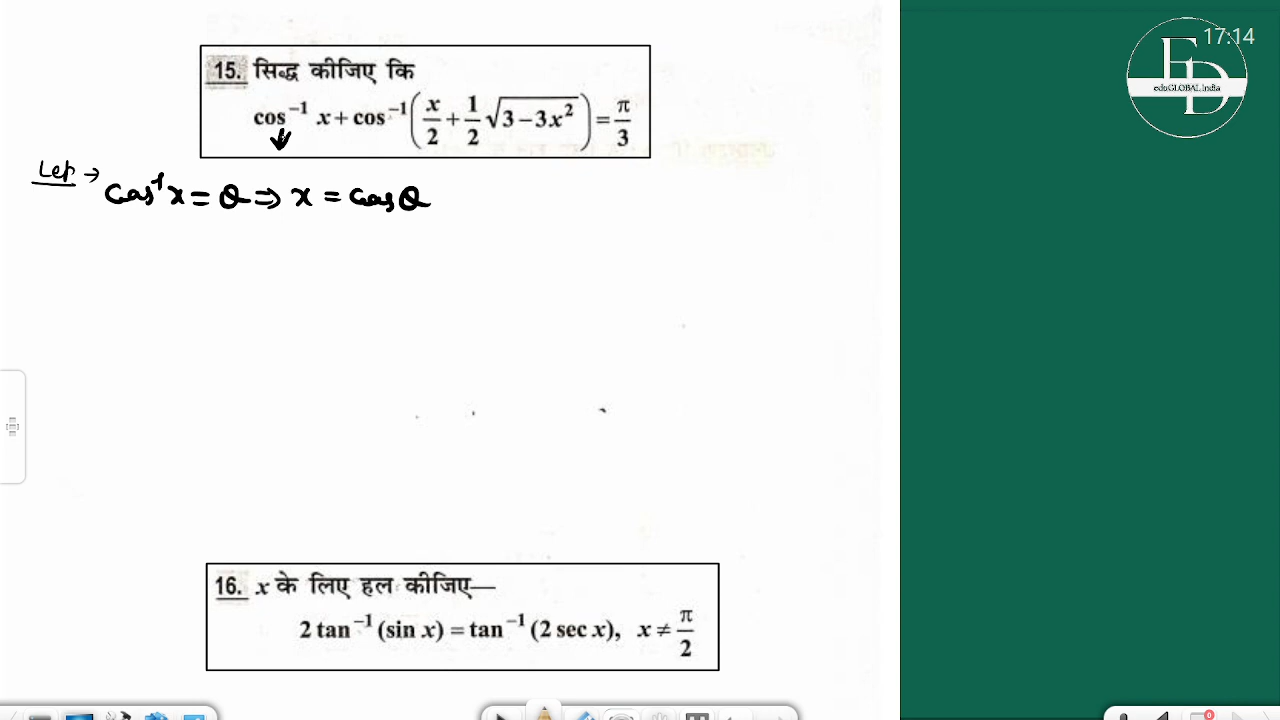 17:14
eduGLOBAL.India
15. सिद्ध कीजिए कि
cos⁻¹ x + cos⁻¹(x/2 + 1/2 √(3 − 3x²)) = π/3
Let → cos⁻¹x = θ ⇒ x = cosθ
16. x के लिए हल कीजिए—
2 tan⁻¹ (sin x) = tan⁻¹ (2 sec x), x ≠ π/2
0